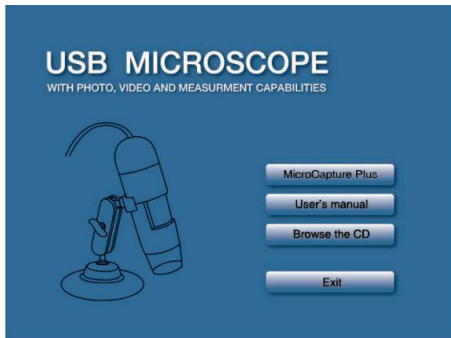 USB MICROSCOPE
WITH PHOTO, VIDEO AND MEASURMENT CAPABILITIES
MicroCapture Plus
User's manual
Browse the CD
Exit